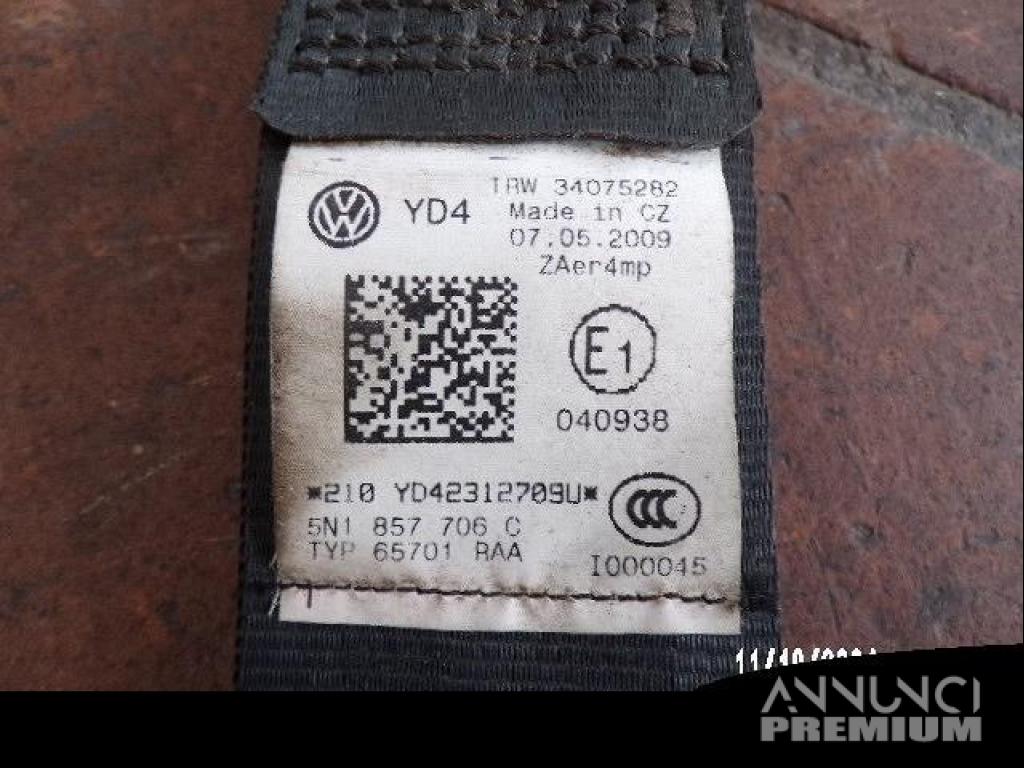 YD4
TRW 34075282
Made in CZ
07.05.2009
ZAer4mp
E1
040938
*210 YD42312709U*
5N1 857 706 C
TYP 65701 RAA
CCC
I000045
ANNUNCI
PREMIUM